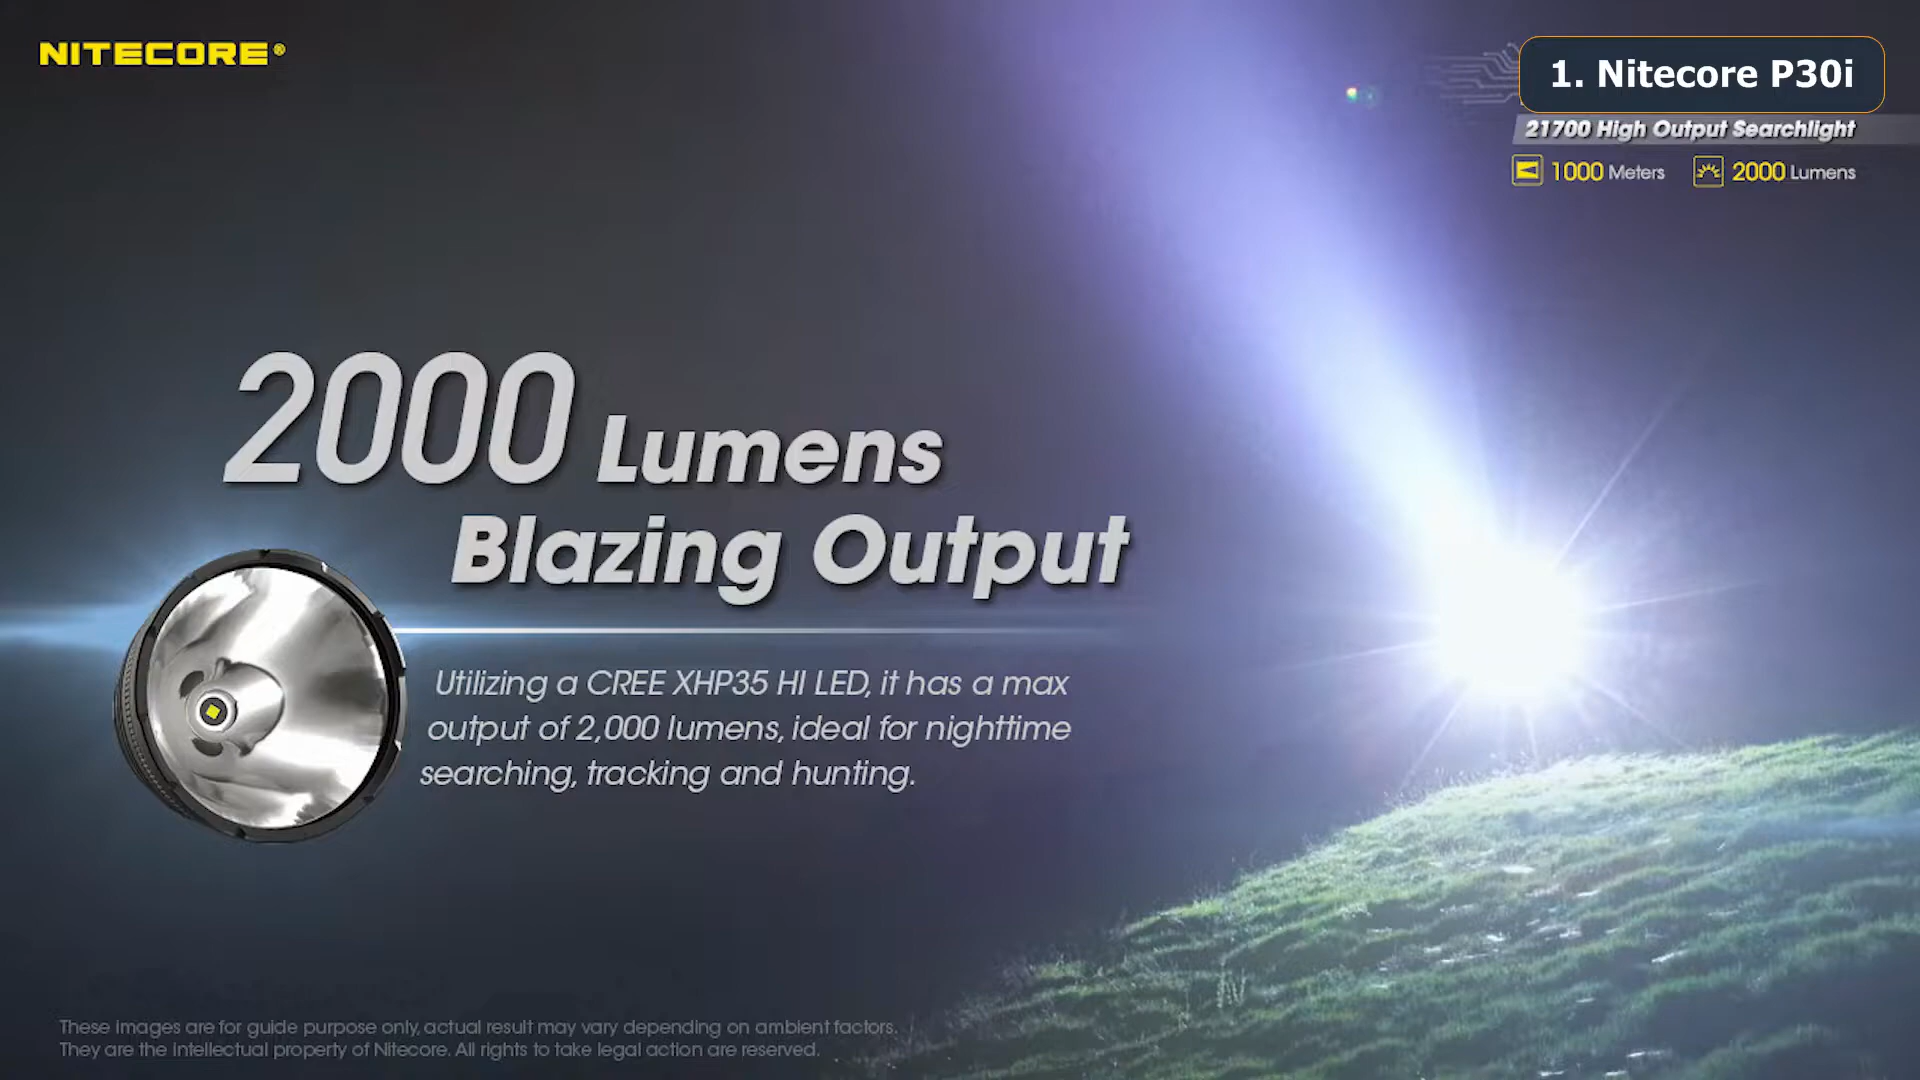 NITECORE®
1. Nitecore P30i
21700 High Output Searchlight
1000 Meters 2000 Lumens
2000 Lumens
Blazing Output
Utilizing a CREE XHP35 HI LED, it has a max
output of 2,000 lumens, ideal for nighttime
searching, tracking and hunting.
These images are for guide purpose only, actual result may vary depending on ambient factors.
They are the intellectual property of Nitecore. All rights to take legal action are reserved.